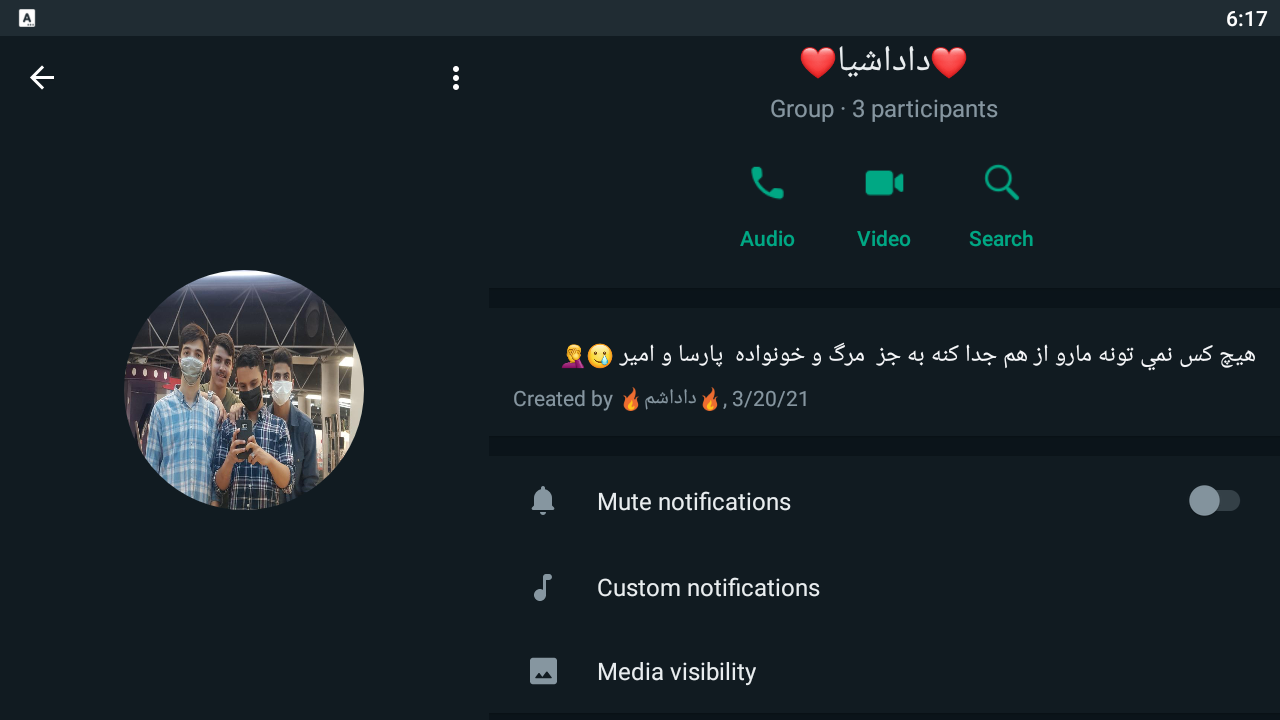 6:17
❤️داداشیا❤️
Group · 3 participants
Audio
Video
Search
هیچ کس نمي تونه مارو از هم جدا کنه به جز  مرگ و خونواده  پارسا و امیر 🥲🤦‍♀️
Created by 🔥داداشم🔥, 3/20/21
Mute notifications
Custom notifications
Media visibility